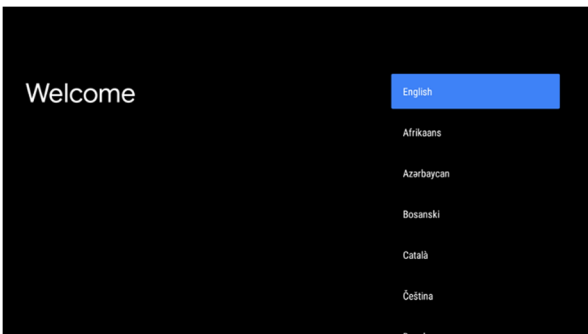 Welcome
English
Afrikaans
Azərbaycan
Bosanski
Català
Čeština